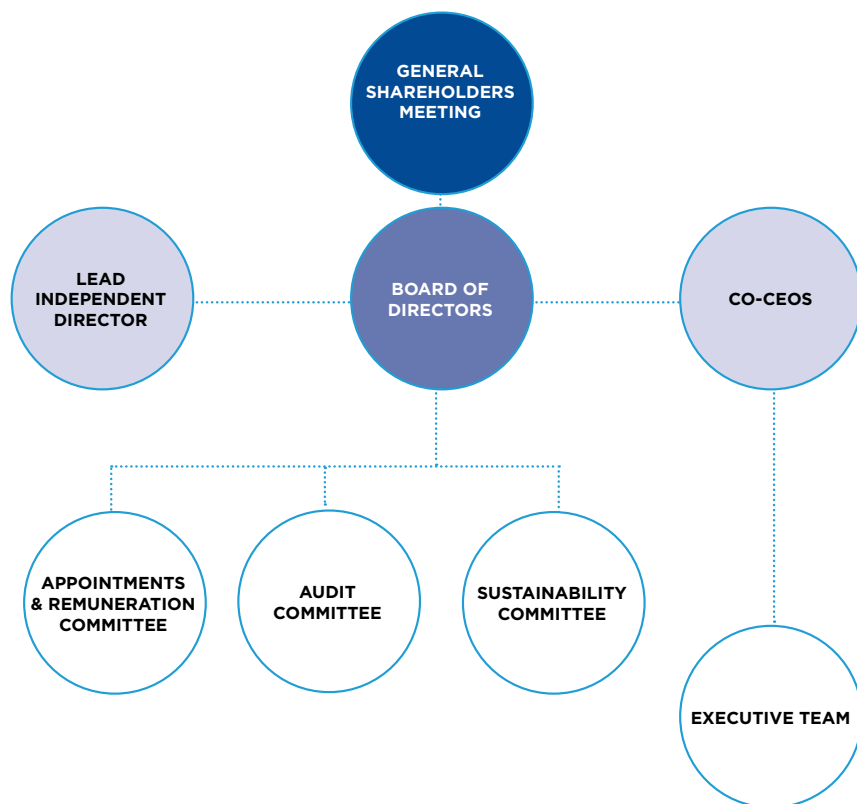 GENERAL
SHAREHOLDERS
MEETING
LEAD
INDEPENDENT
DIRECTOR
BOARD OF
DIRECTORS
CO-CEOS
APPOINTMENTS
& REMUNERATION
COMMITTEE
AUDIT
COMMITTEE
SUSTAINABILITY
COMMITTEE
EXECUTIVE TEAM